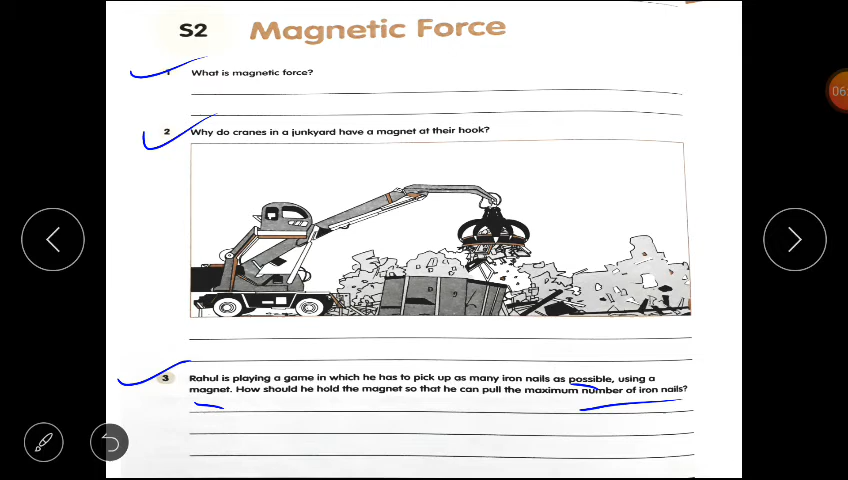 S2 Magnetic Force
1 What is magnetic force?
2 Why do cranes in a junkyard have a magnet at their hook?
3 Rahul is playing a game in which he has to pick up as many iron nails as possible, using a
magnet. How should he hold the magnet so that he can pull the maximum number of iron nails?
06: